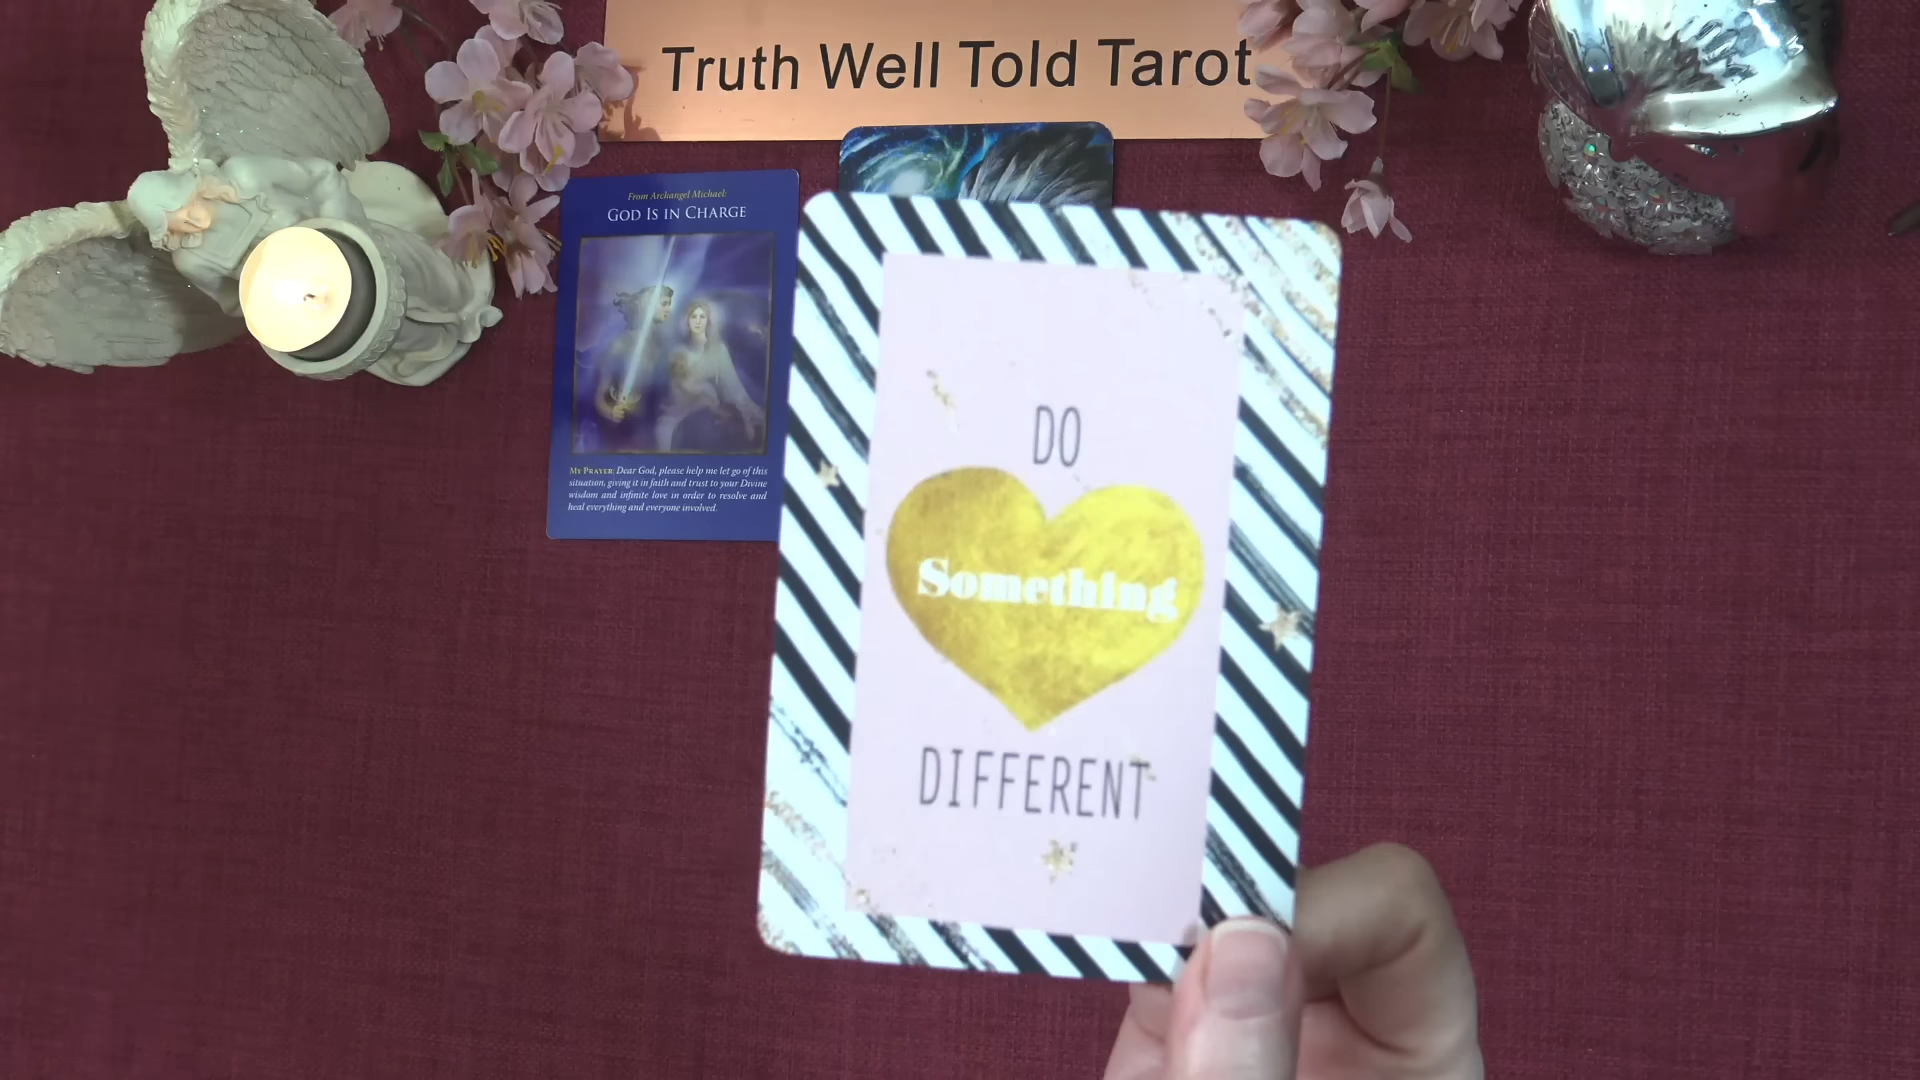 Truth Well Told Tarot
From Archangel Michael:
GOD IS IN CHARGE
MY PRAYER: Dear God, please help me let go of this
situation, giving it in faith and trust to your Divine
wisdom and infinite love in order to resolve and
heal everything and everyone involved.
DO
Something
DIFFERENT